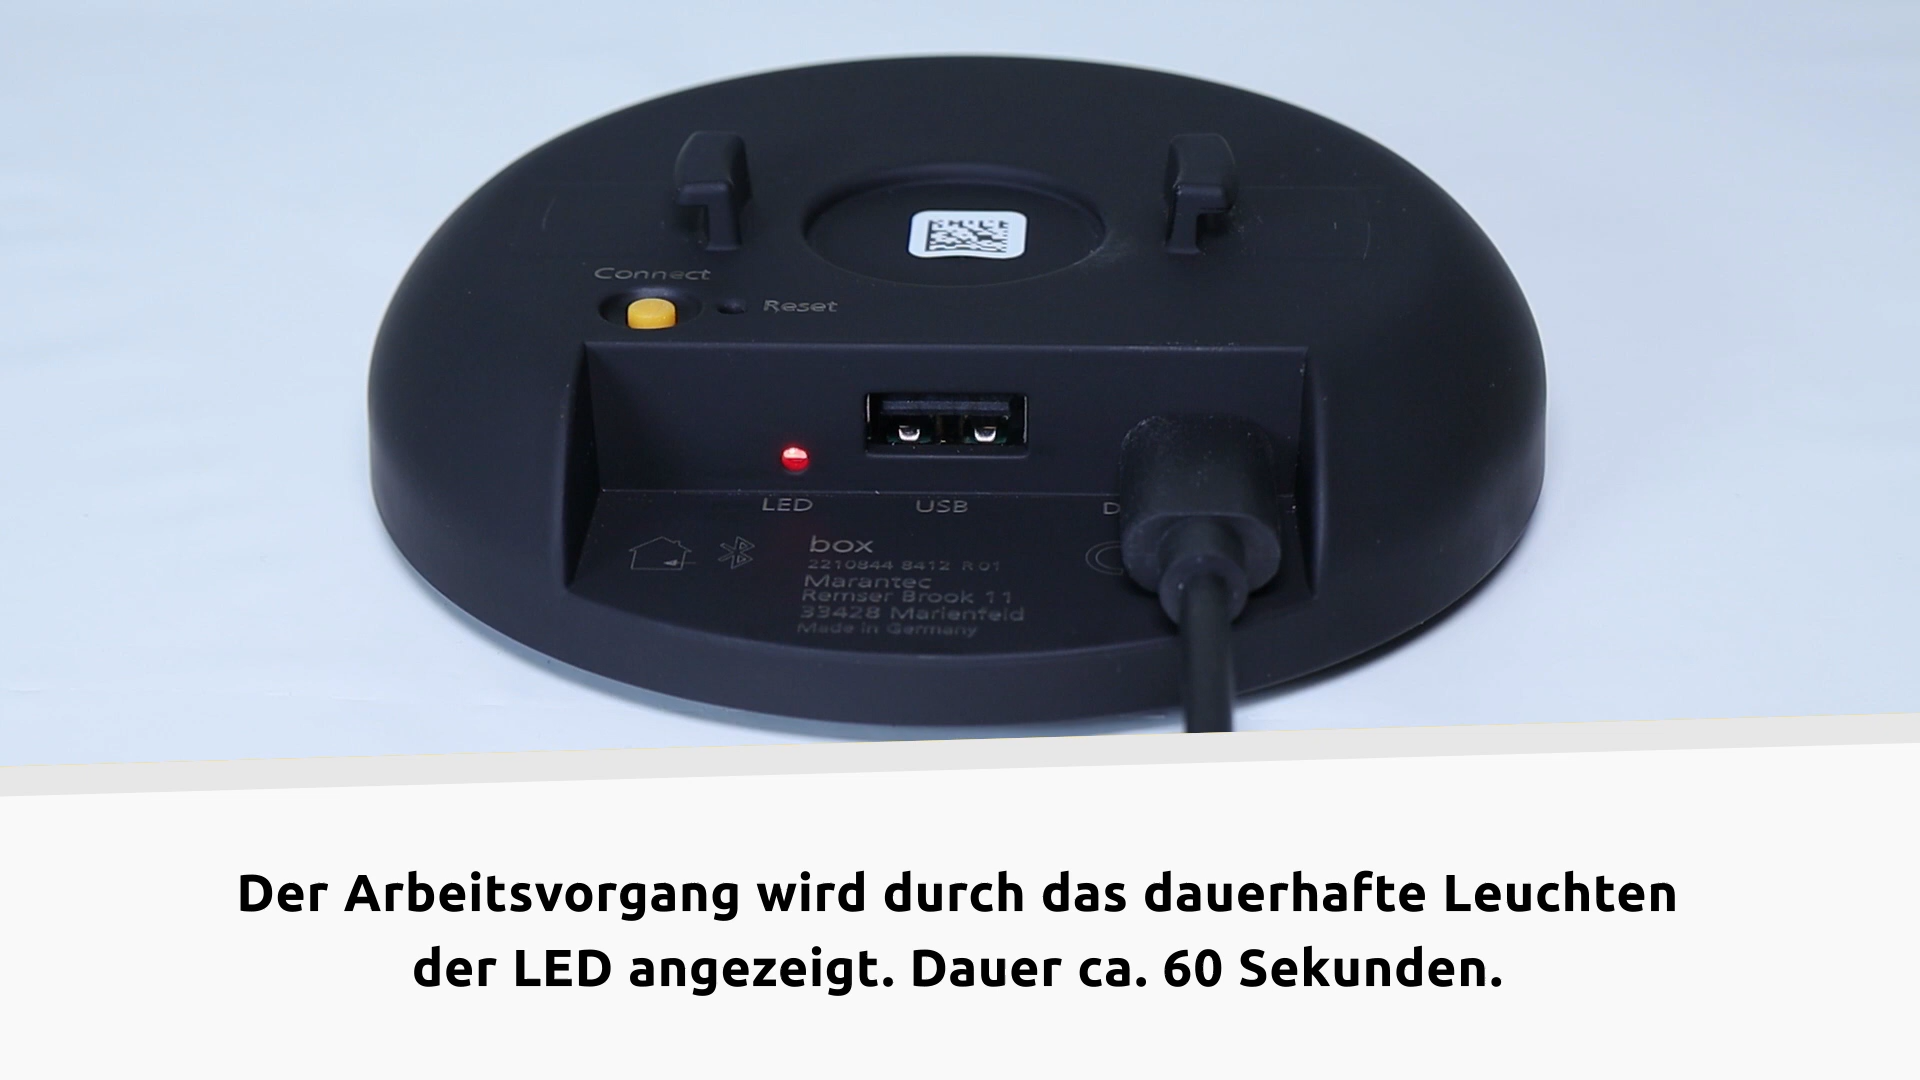 Connect
Reset
LED
USB
D
box
2210844 8412 R01
Marantec
Remser Brook 11
33428 Marienfeld
Made in Germany
Der Arbeitsvorgang wird durch das dauerhafte Leuchten
der LED angezeigt. Dauer ca. 60 Sekunden.